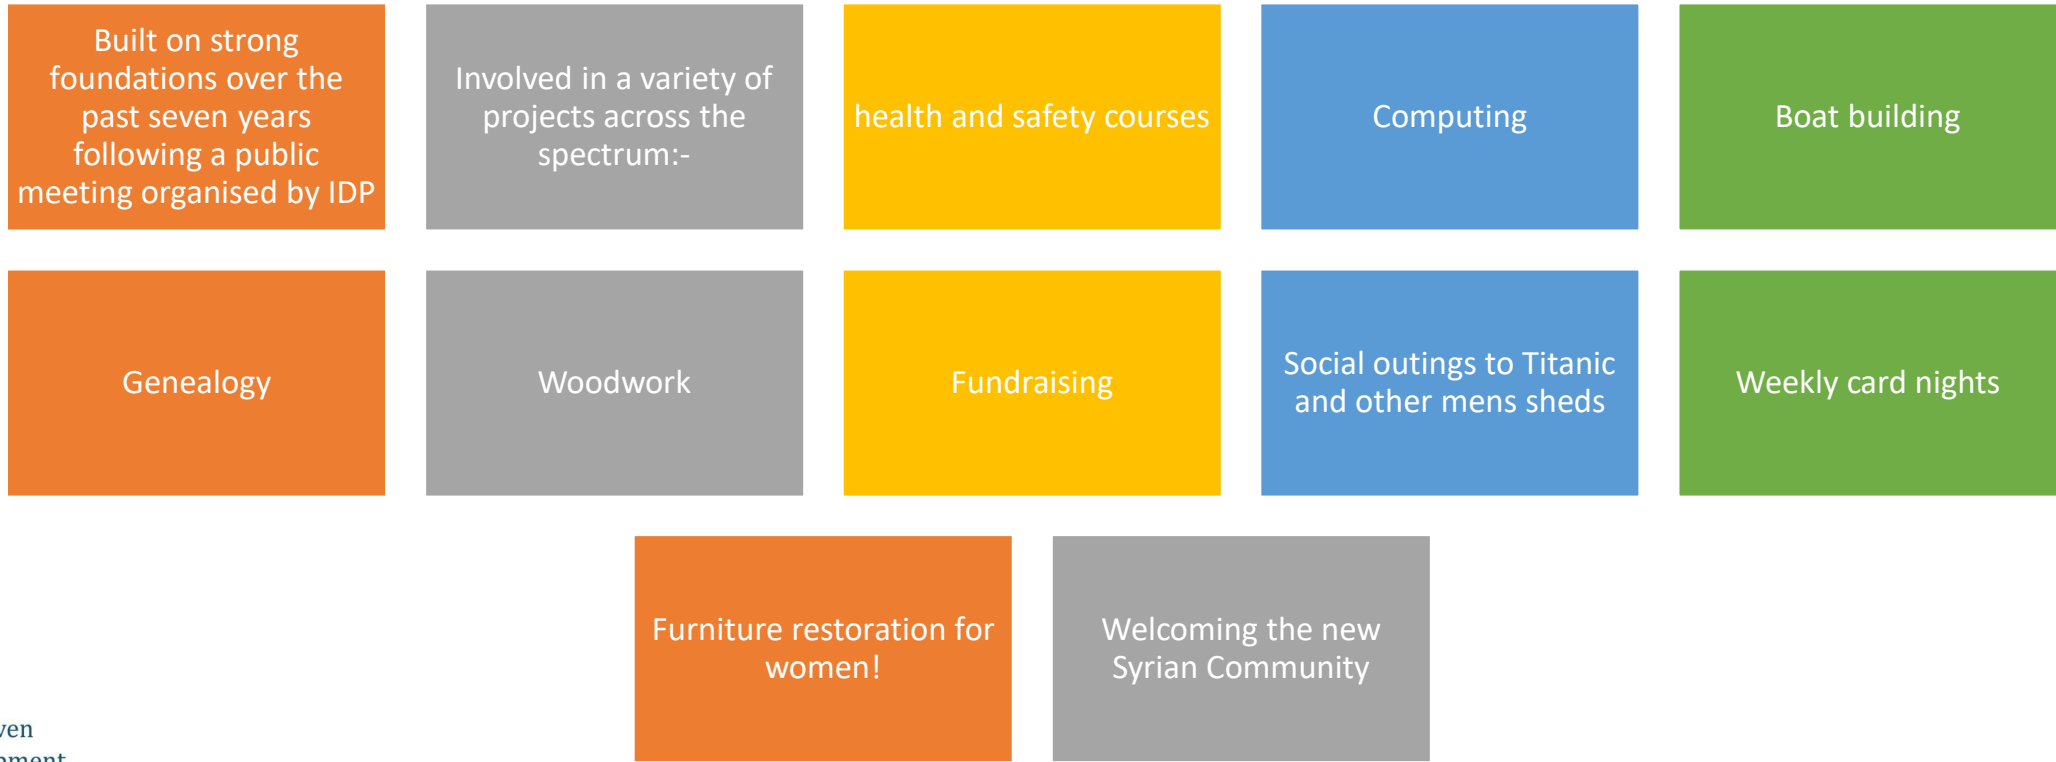 Built on strong
foundations over the
past seven years
following a public
meeting organised by IDP
Involved in a variety of
projects across the
spectrum:-
health and safety courses
Computing
Boat building
Genealogy
Woodwork
Fundraising
Social outings to Titanic
and other mens sheds
Weekly card nights
Furniture restoration for
women!
Welcoming the new
Syrian Community